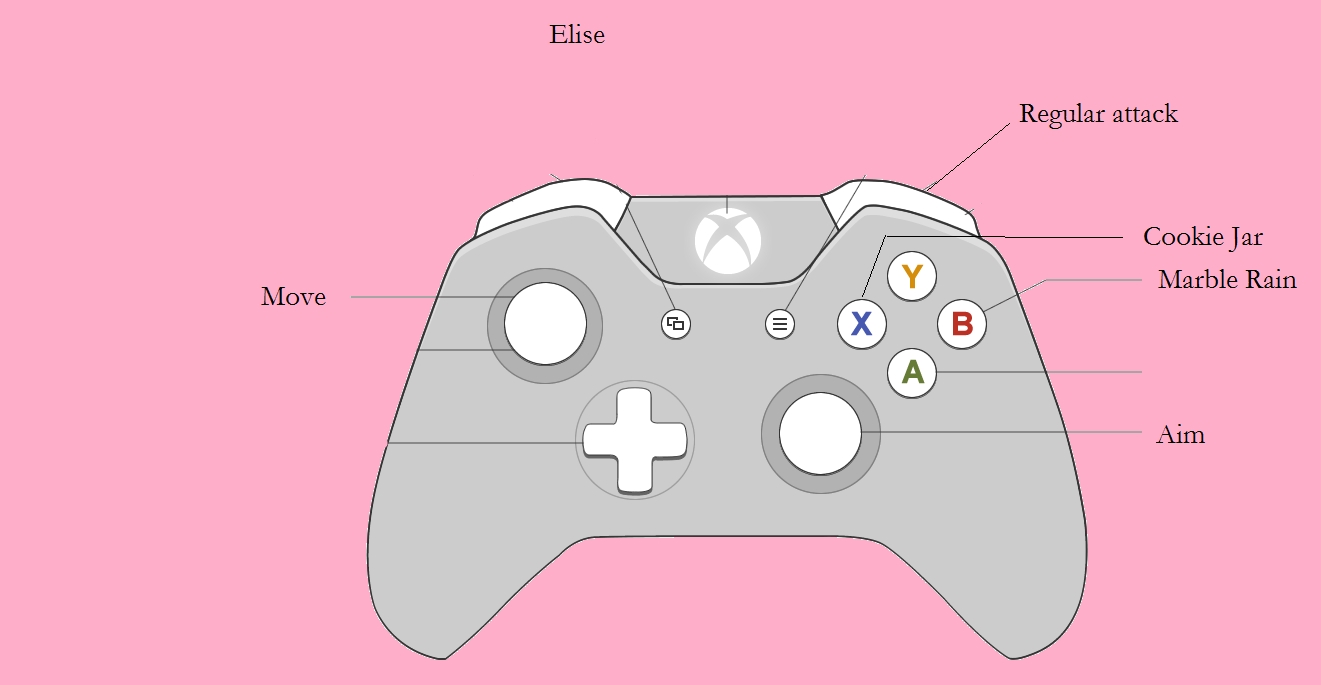 Elise
Regular attack
Cookie Jar
Marble Rain
Move
Aim
Y
X
B
A